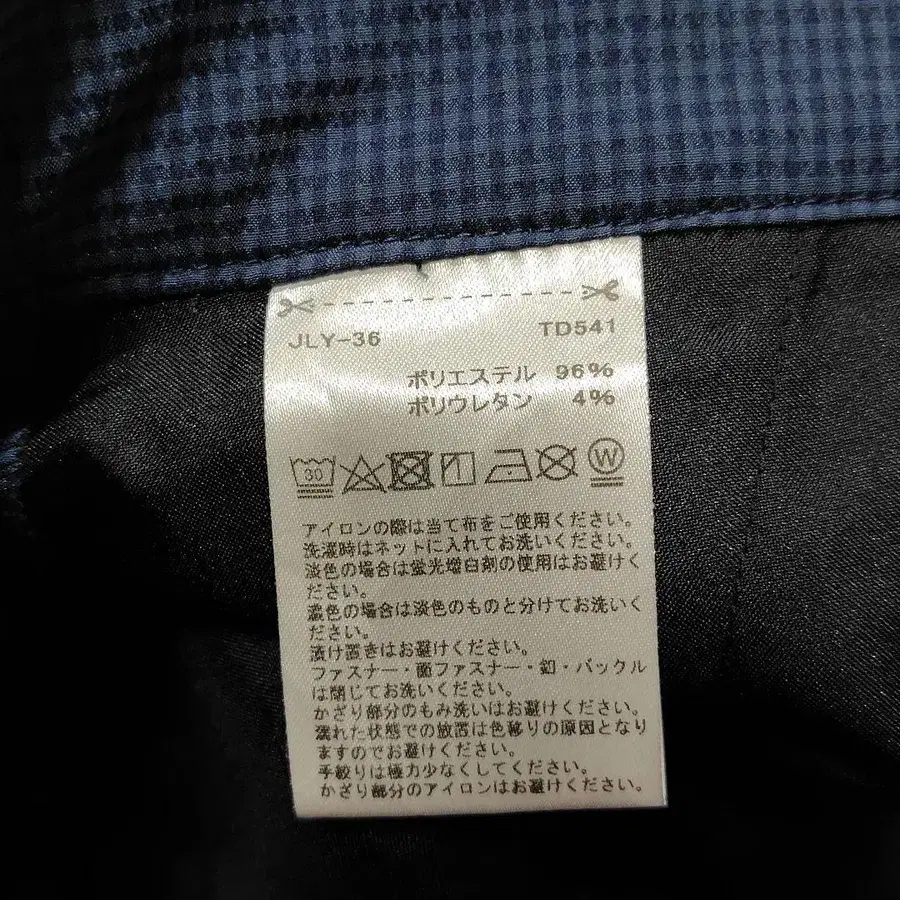 JLY-36 TD541
ポリエステル 96%
ポリウレタン 4%
30 W
アイロンの際は当て布をご使用ください。
洗濯時はネットに入れてお洗いください。
淡色の場合は蛍光増白剤の使用はお避けく
ださい。
濃色の場合は淡色のものと分けてお洗いく
ださい。
漬け置きはお避けください。
ファスナー・面ファスナー・釦・バックル
は閉じてお洗いください。
かざり部分のもみ洗いはお避けください。
濡れた状態での放置は色移りの原因となり
ますのでお避けください。
手絞りは極力少なくしてください。
かざり部分のアイロンはお避けください。